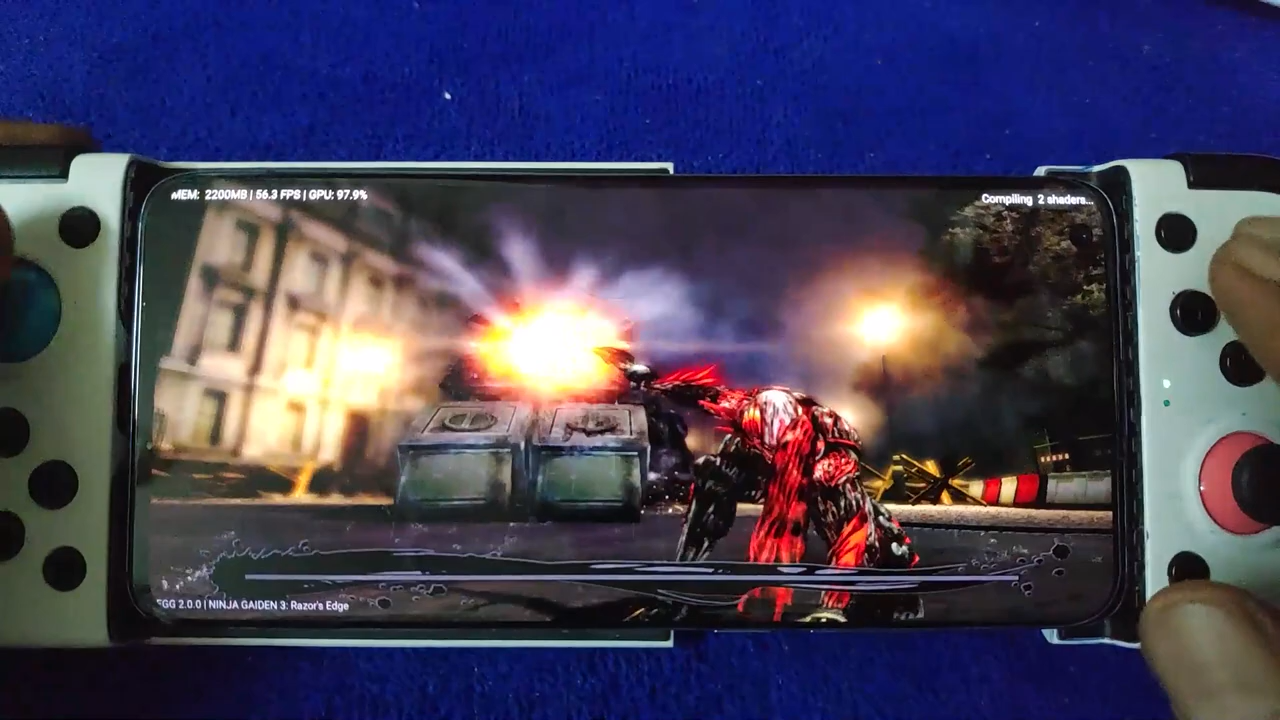 MEM: 2200MB | 56.3 FPS | GPU: 97.9%
Compiling 2 shaders...
EGG 2.0.0 | NINJA GAIDEN 3: Razor's Edge